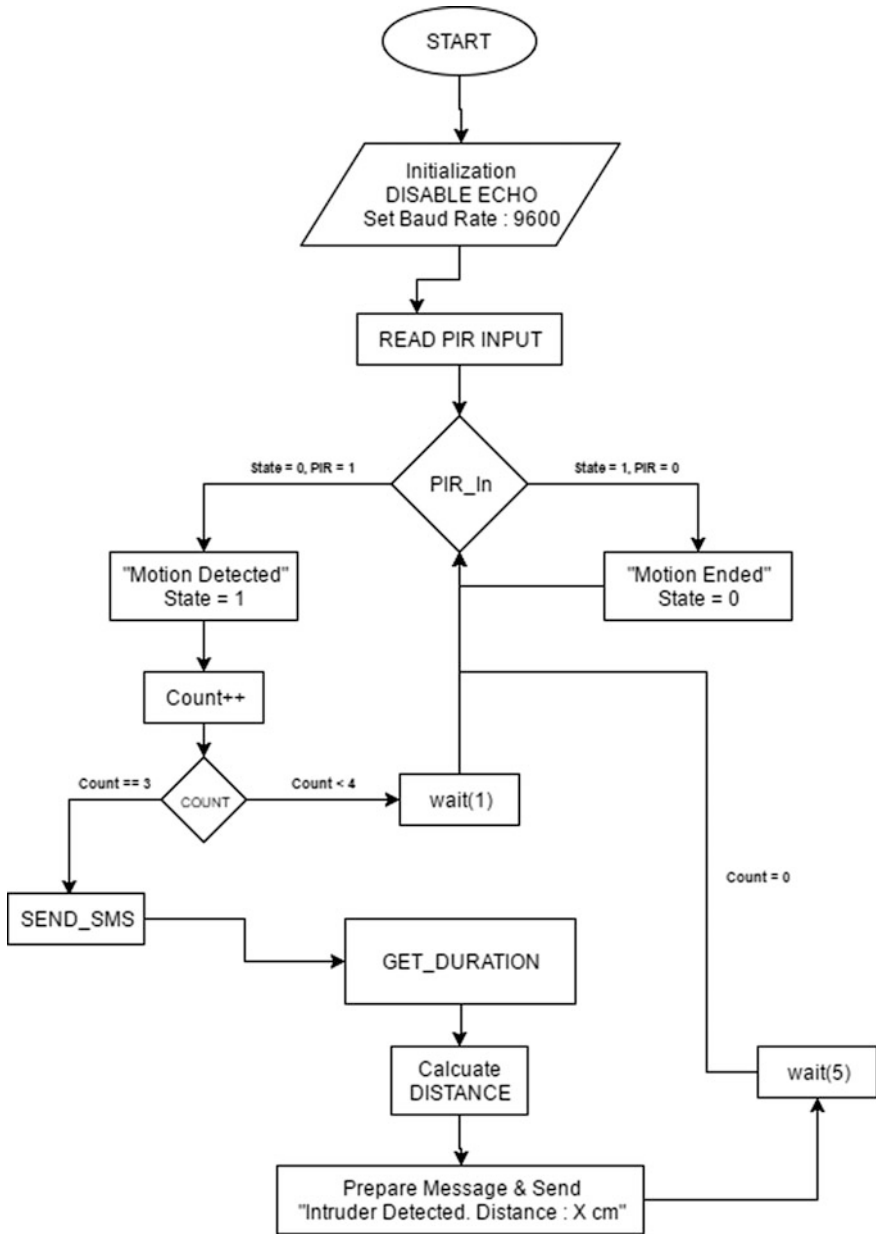 START
Initialization
DISABLE ECHO
Set Baud Rate : 9600
READ PIR INPUT
State = 0, PIR = 1
PIR_In
State = 1, PIR = 0
"Motion Detected"
State = 1
"Motion Ended"
State = 0
Count++
Count == 3
COUNT
Count < 4
wait(1)
Count = 0
SEND_SMS
GET_DURATION
Calcuate
DISTANCE
wait(5)
Prepare Message & Send
"Intruder Detected. Distance : X cm"